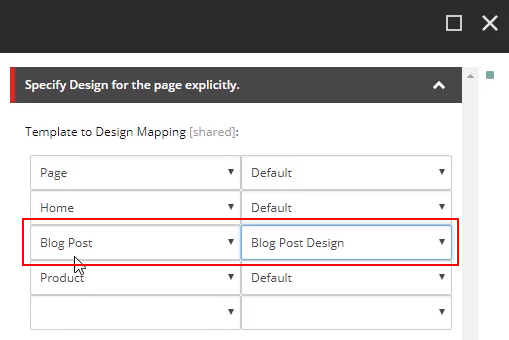 Specify Design for the page explicitly.
Template to Design Mapping [shared]:
Page Default
Home Default
Blog Post Blog Post Design
Product Default